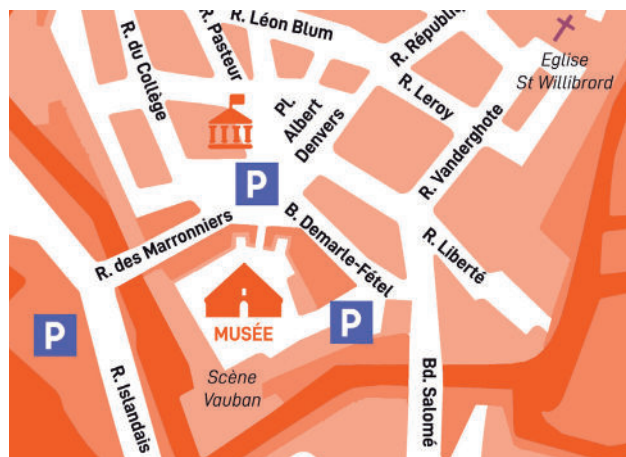 R. Léon Blum
R. Pasteur
R. du Collège
R. Républi
Eglise
St Willibrord
R. Leroy
Pl.
Albert
Denvers
R. Vanderghote
P
R. des Marronniers
B. Demarle-Fétel
R. Liberté
MUSÉE
P
P
Scène
Vauban
R. Islandais
Bd. Salomé